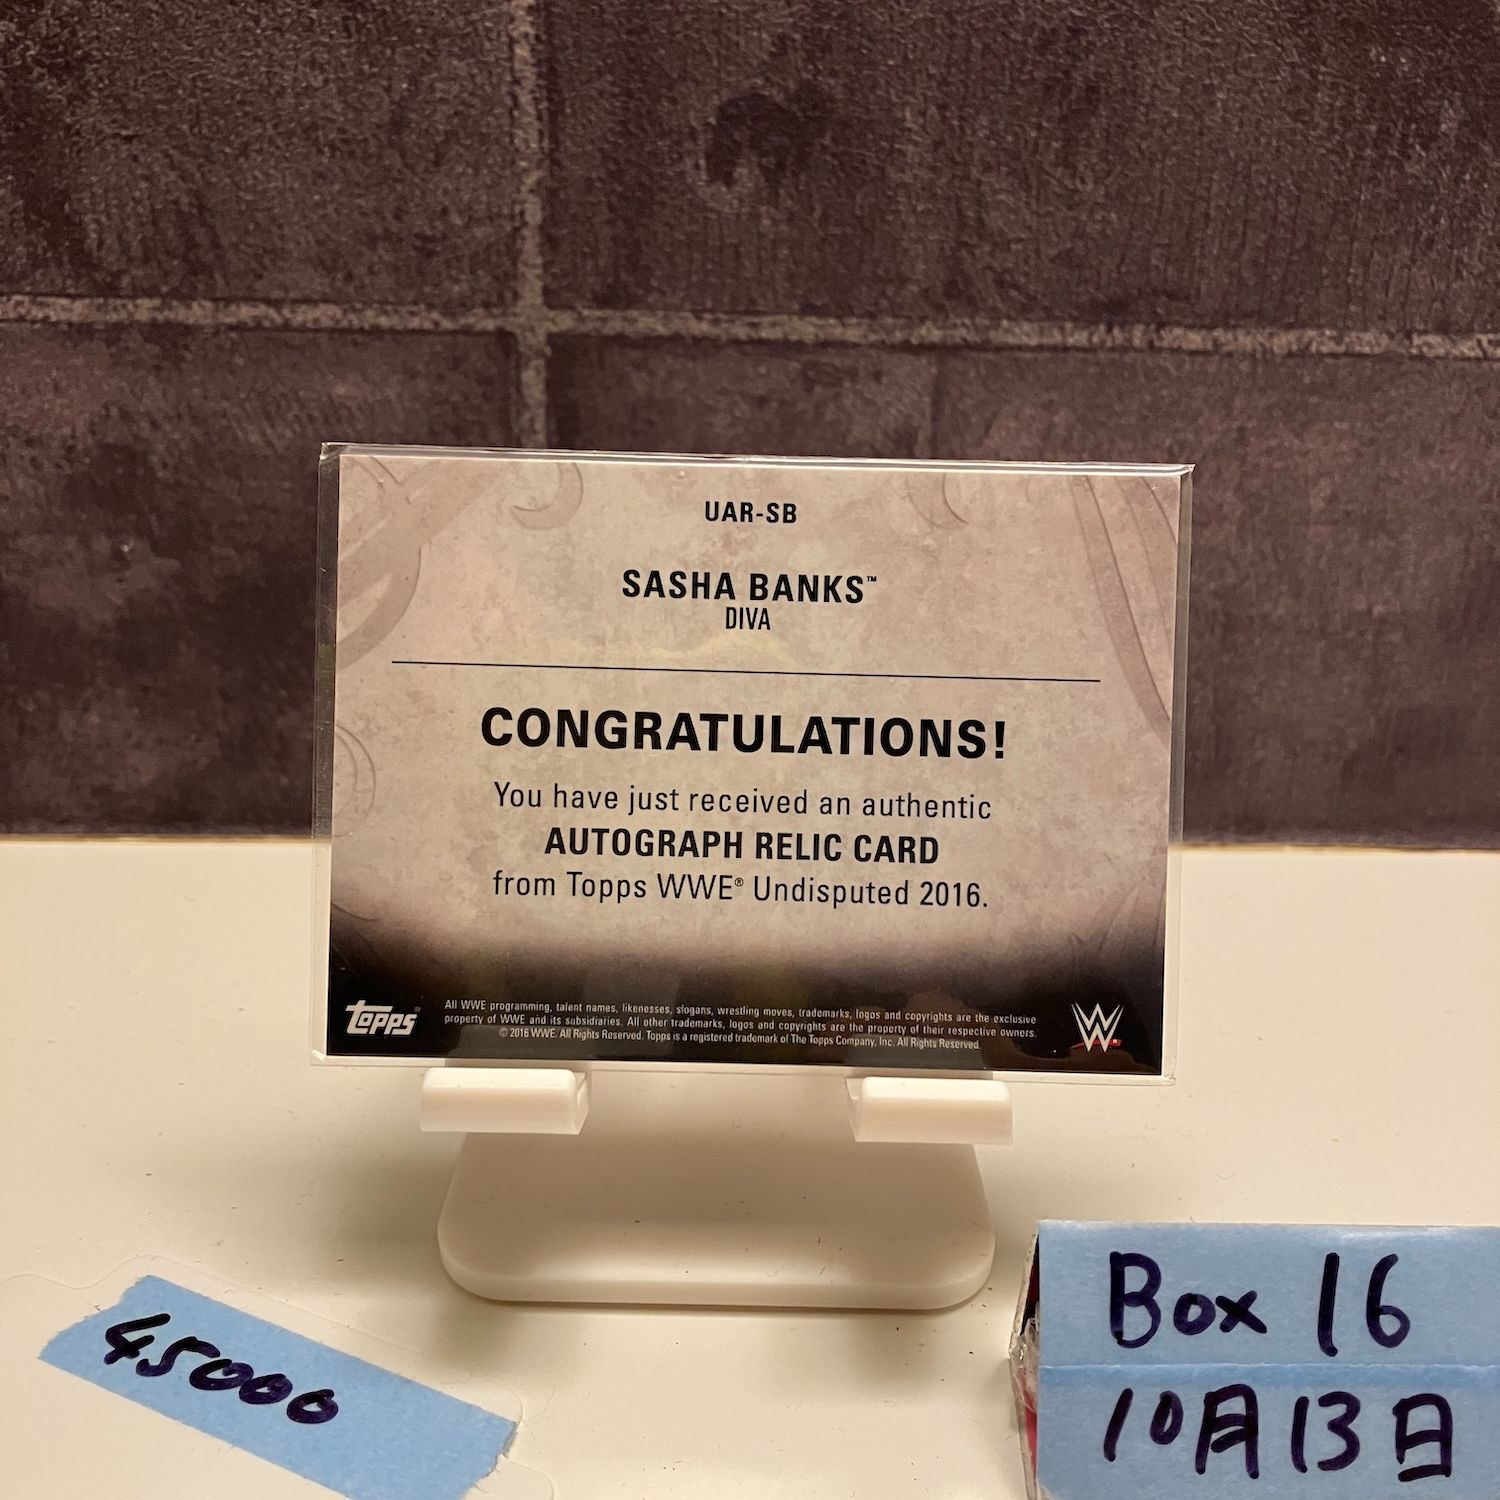 UAR-SB
SASHA BANKS™
DIVA
CONGRATULATIONS!
You have just received an authentic
AUTOGRAPH RELIC CARD
from Topps WWE® Undisputed 2016.
topps®
All WWE programming, talent names, likenesses, slogans, wrestling moves, trademarks, logos and copyrights are the exclusive
property of WWE and its subsidiaries. All other trademarks, logos and copyrights are the property of their respective owners.
© 2016 WWE. All Rights Reserved. Topps is a registered trademark of The Topps Company, Inc. All Rights Reserved.
W
45000
Box 16
10月13日